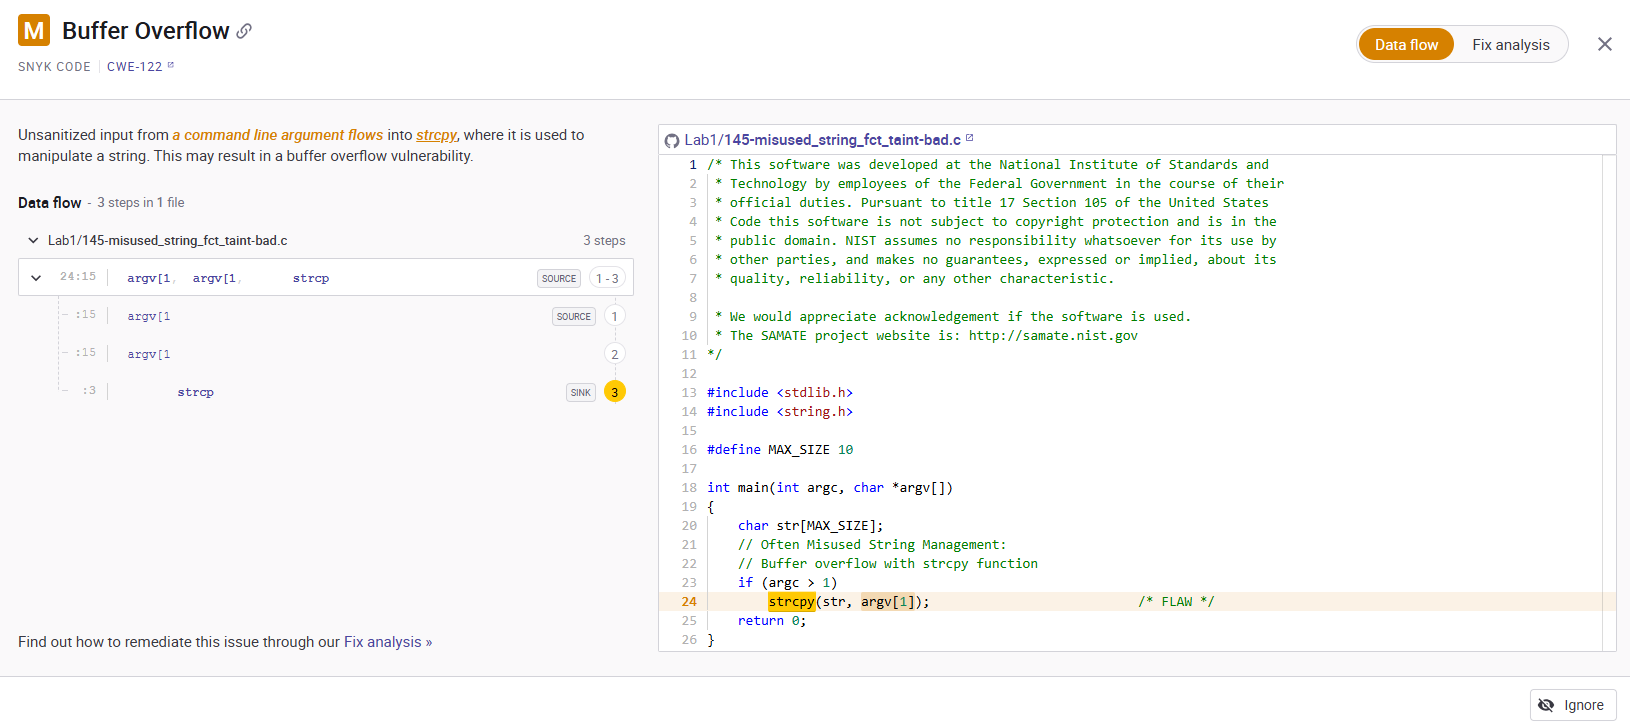 M Buffer Overflow
SNYK CODE CWE-122
Data flow Fix analysis
Unsanitized input from a command line argument flows into strcpy, where it is used to
manipulate a string. This may result in a buffer overflow vulnerability.
Data flow - 3 steps in 1 file
Lab1/145-misused_string_fct_taint-bad.c 3 steps
24:15 argv[1, argv[1, strcp SOURCE 1 - 3
:15 argv[1 SOURCE 1
:15 argv[1 2
:3 strcp SINK 3
Find out how to remediate this issue through our Fix analysis »
Lab1/145-misused_string_fct_taint-bad.c
1 /* This software was developed at the National Institute of Standards and
2 * Technology by employees of the Federal Government in the course of their
3 * official duties. Pursuant to title 17 Section 105 of the United States
4 * Code this software is not subject to copyright protection and is in the
5 * public domain. NIST assumes no responsibility whatsoever for its use by
6 * other parties, and makes no guarantees, expressed or implied, about its
7 * quality, reliability, or any other characteristic.
8
9 * We would appreciate acknowledgement if the software is used.
10 * The SAMATE project website is: http://samate.nist.gov
11 */
12
13 #include <stdlib.h>
14 #include <string.h>
15
16 #define MAX_SIZE 10
17
18 int main(int argc, char *argv[])
19 {
20 char str[MAX_SIZE];
21 // Often Misused String Management:
22 // Buffer overflow with strcpy function
23 if (argc > 1)
24 strcpy(str, argv[1]); /* FLAW */
25 return 0;
26 }
Ignore